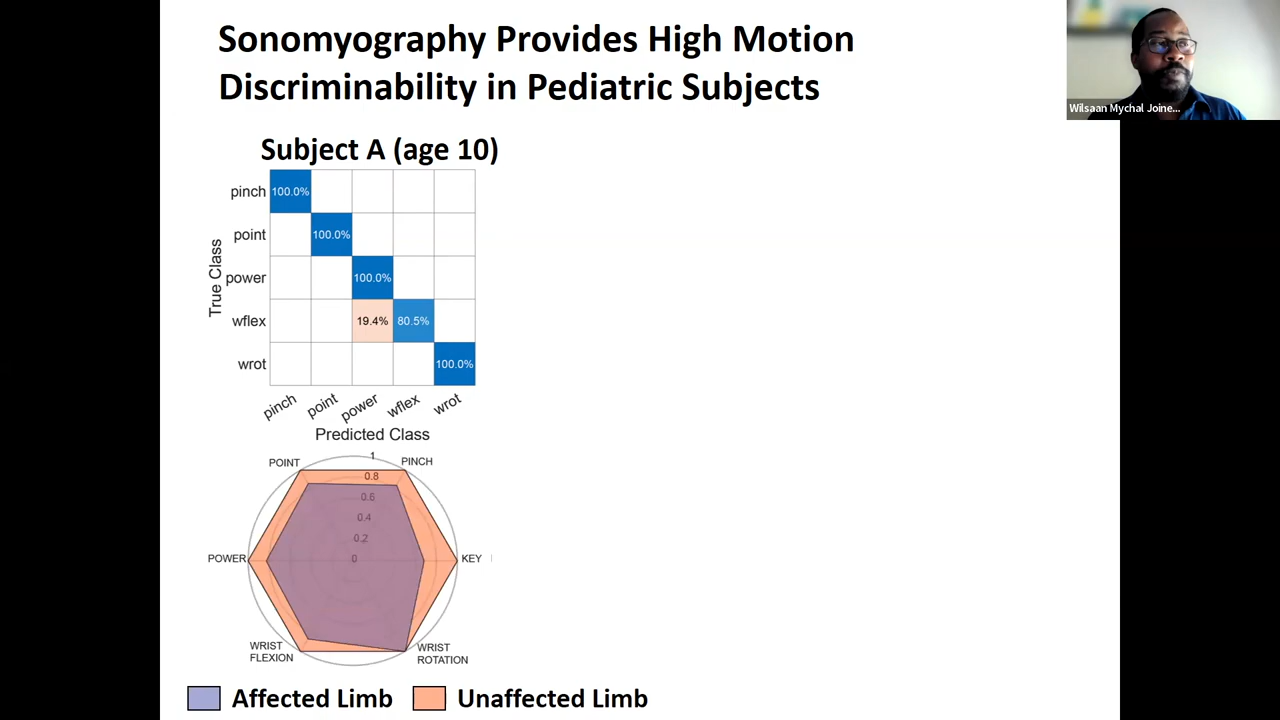 Sonomyography Provides High Motion
Discriminability in Pediatric Subjects
Wilsaan Mychal Joine...
Subject A (age 10)
True Class
pinch
100.0%
point
100.0%
power
100.0%
wflex
19.4%
80.5%
wrot
100.0%
pinch
point
power
wflex
wrot
Predicted Class
POINT
1
PINCH
0.8
0.6
0.4
0.2
POWER
0
KEY
WRIST
FLEXION
WRIST
ROTATION
Affected Limb
Unaffected Limb